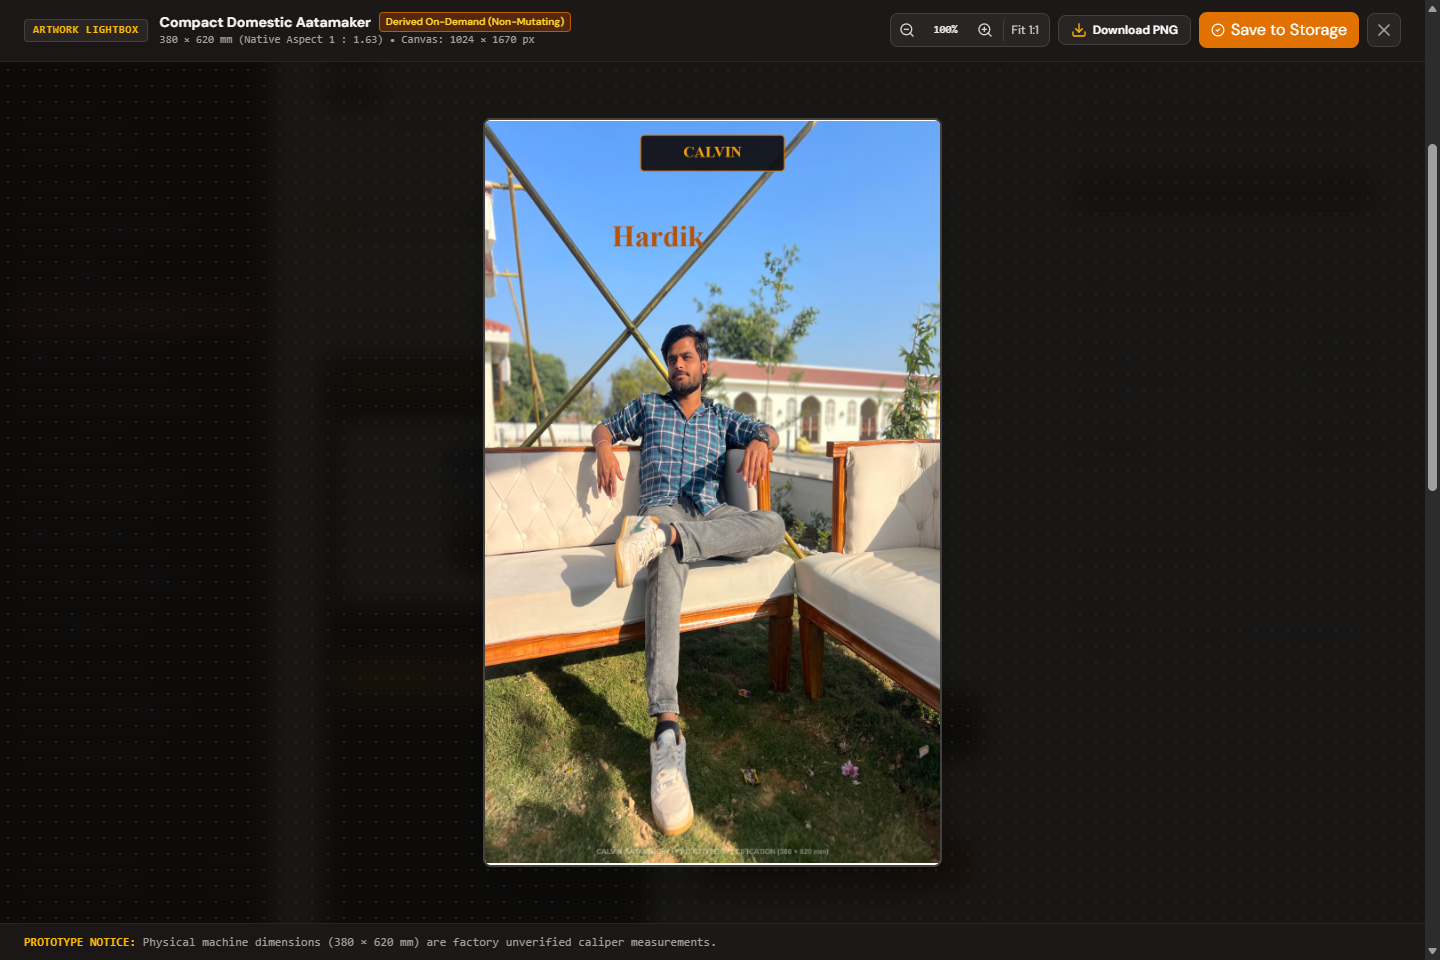 ARTWORK LIGHTBOX
Compact Domestic Aatamaker
Derived On-Demand (Non-Mutating)
380 × 620 mm (Native Aspect 1 : 1.63) • Canvas: 1024 × 1670 px
100%
Fit 1:1
Download PNG
Save to Storage
CALVIN
Hardik
PROTOTYPE NOTICE: Physical machine dimensions (380 × 620 mm) are factory unverified caliper measurements.